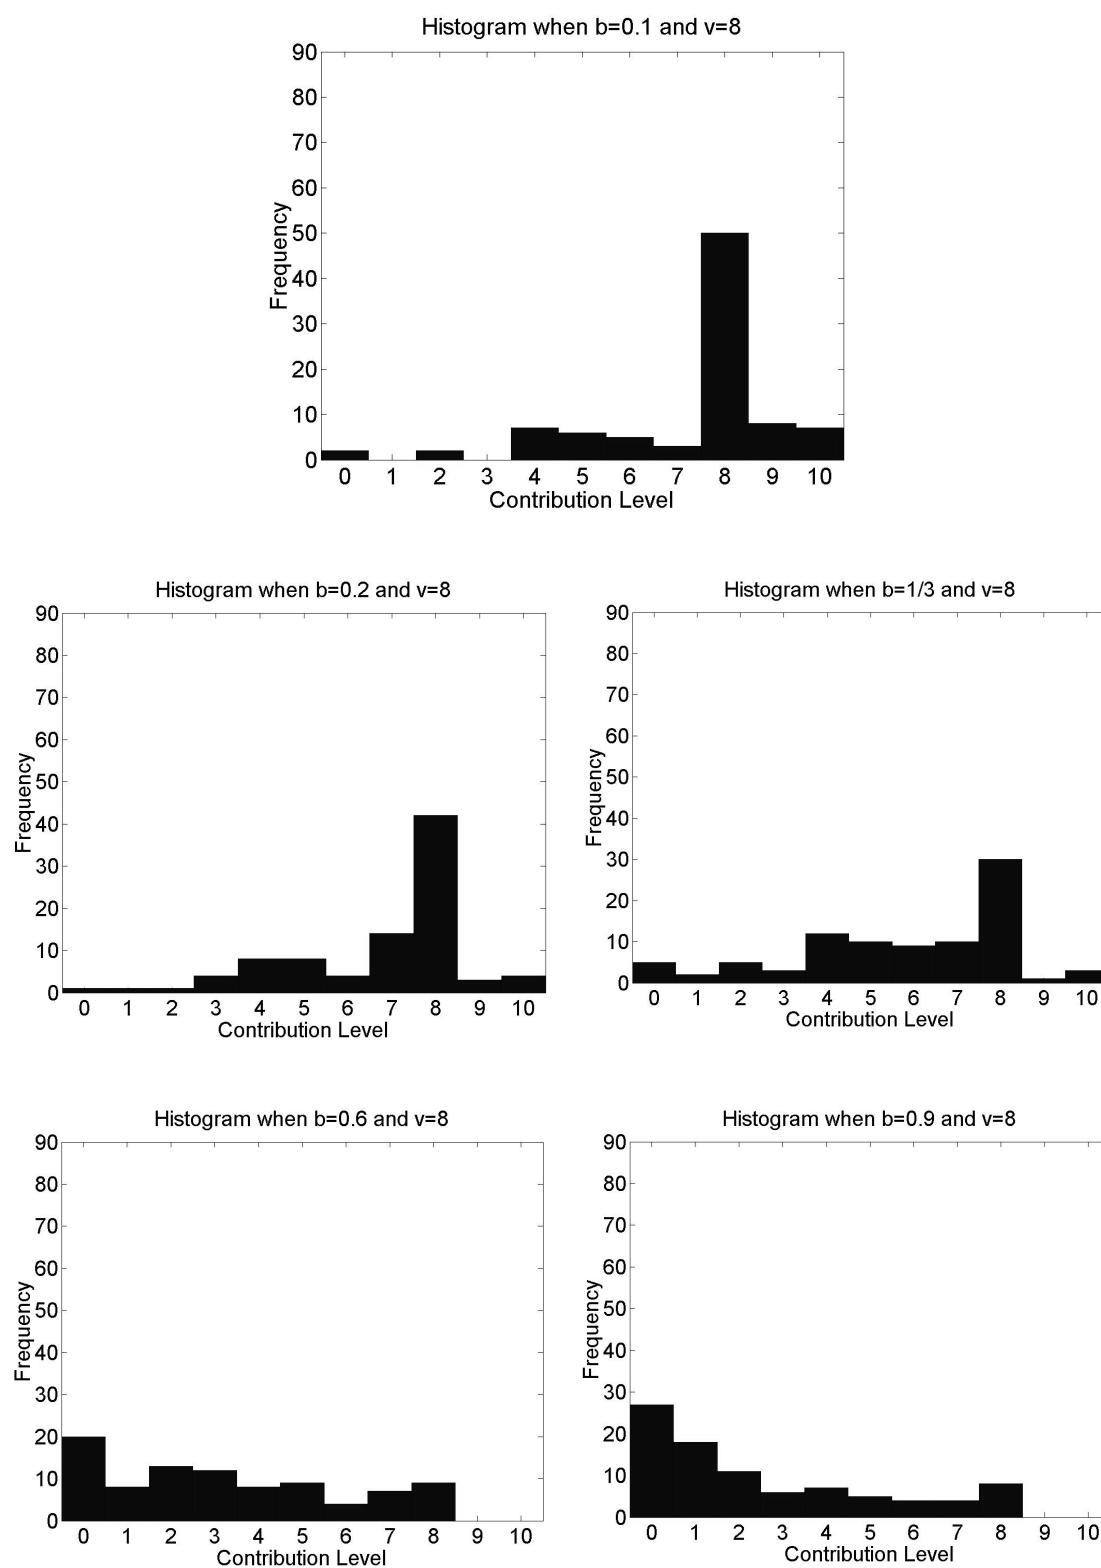 Histogram when b=0.1 and v=8
90
80
70
60
50
40
30
20
10
0
Frequency
0 1 2 3 4 5 6 7 8 9 10
Contribution Level
Histogram when b=0.2 and v=8
90
80
70
60
50
40
30
20
10
0
Frequency
0 1 2 3 4 5 6 7 8 9 10
Contribution Level
Histogram when b=1/3 and v=8
90
80
70
60
50
40
30
20
10
0
Frequency
0 1 2 3 4 5 6 7 8 9 10
Contribution Level
Histogram when b=0.6 and v=8
90
80
70
60
50
40
30
20
10
0
Frequency
0 1 2 3 4 5 6 7 8 9 10
Contribution Level
Histogram when b=0.9 and v=8
90
80
70
60
50
40
30
20
10
0
Frequency
0 1 2 3 4 5 6 7 8 9 10
Contribution Level